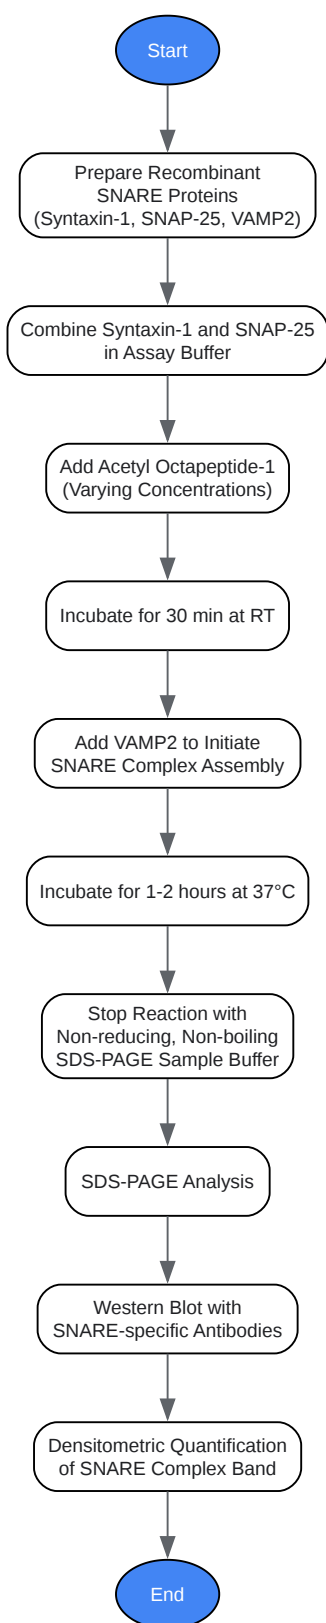 Start
Prepare Recombinant
SNARE Proteins
(Syntaxin-1, SNAP-25, VAMP2)
Combine Syntaxin-1 and SNAP-25
in Assay Buffer
Add Acetyl Octapeptide-1
(Varying Concentrations)
Incubate for 30 min at RT
Add VAMP2 to Initiate
SNARE Complex Assembly
Incubate for 1-2 hours at 37°C
Stop Reaction with
Non-reducing, Non-boiling
SDS-PAGE Sample Buffer
SDS-PAGE Analysis
Western Blot with
SNARE-specific Antibodies
Densitometric Quantification
of SNARE Complex Band
End